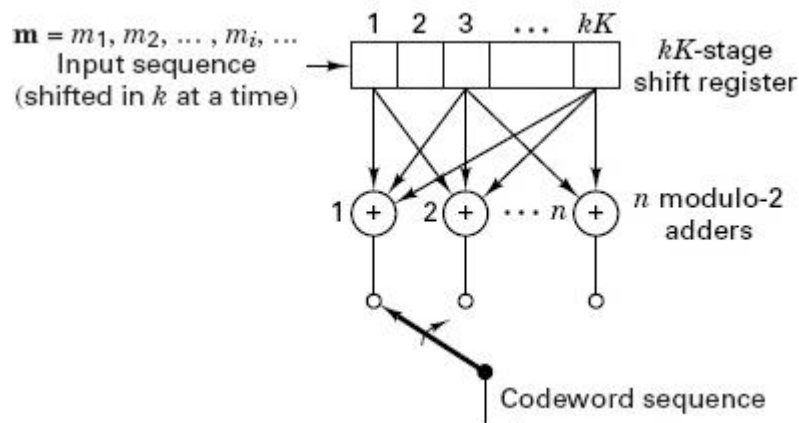 1 2 3 ... kK
m = m₁, m₂, ... , mᵢ, ...
Input sequence
(shifted in k at a time)
kK-stage
shift register
1 + 2 + ... n +
n modulo-2
adders
Codeword sequence